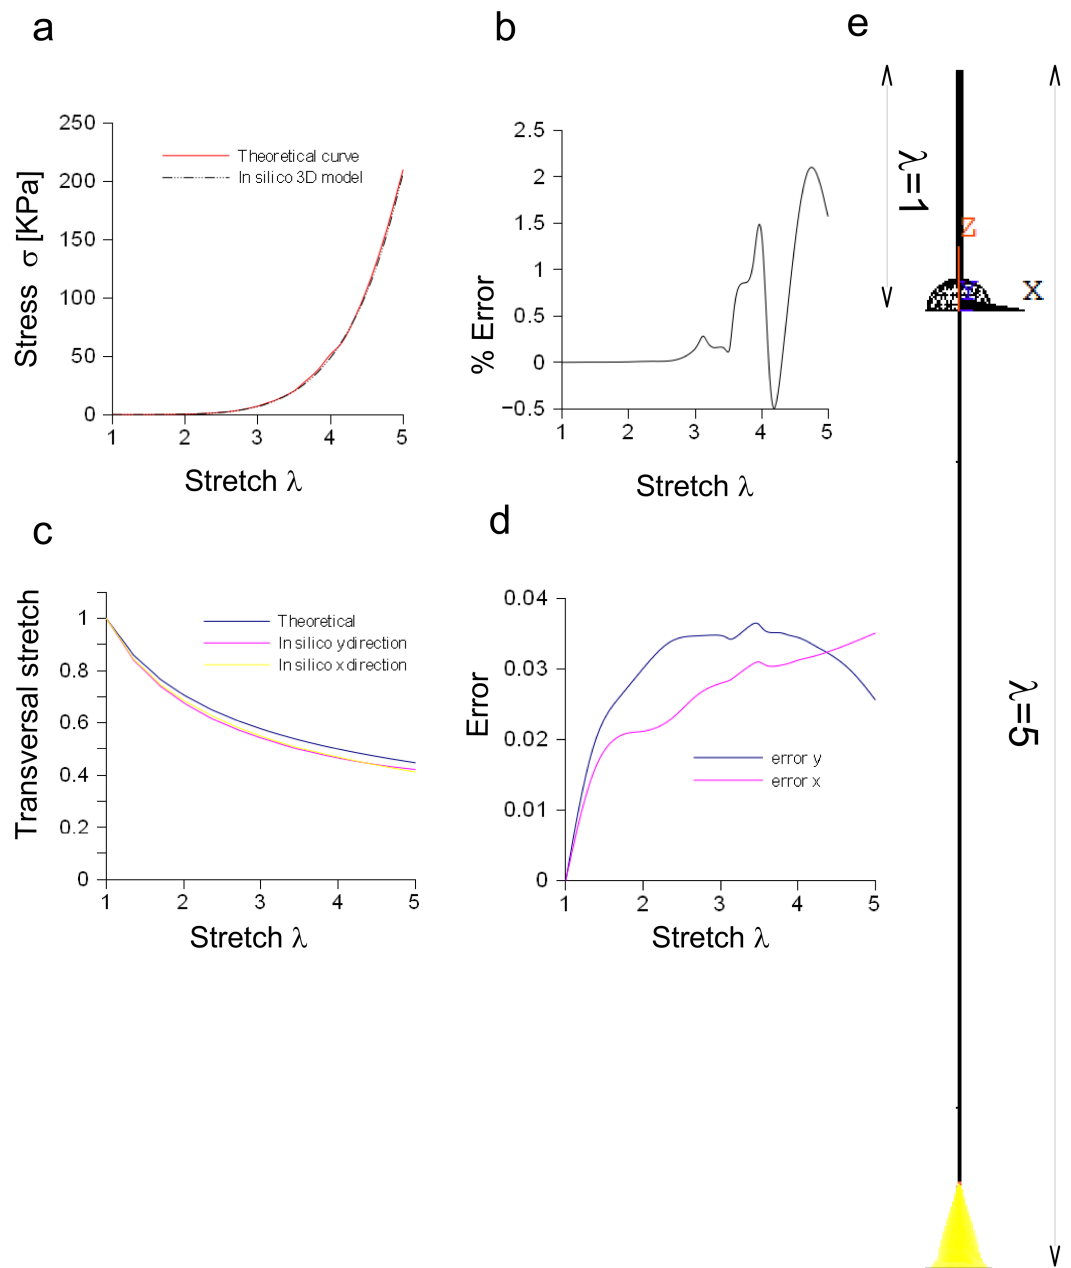 a
250
200
150
100
50
0
Stress σ [KPa]
Theoretical curve
In silico 3D model
1 2 3 4 5
Stretch λ
b
2.5
2
1.5
1
0.5
0
−0.5
% Error
1 2 3 4 5
Stretch λ
c
1
0.8
0.6
0.4
0.2
0
Transversal stretch
Theoretical
In silico y direction
In silico x direction
1 2 3 4 5
Stretch λ
d
0.04
0.03
0.02
0.01
0
Error
error y
error x
1 2 3 4 5
Stretch λ
e
λ=1
Z
X
λ=5